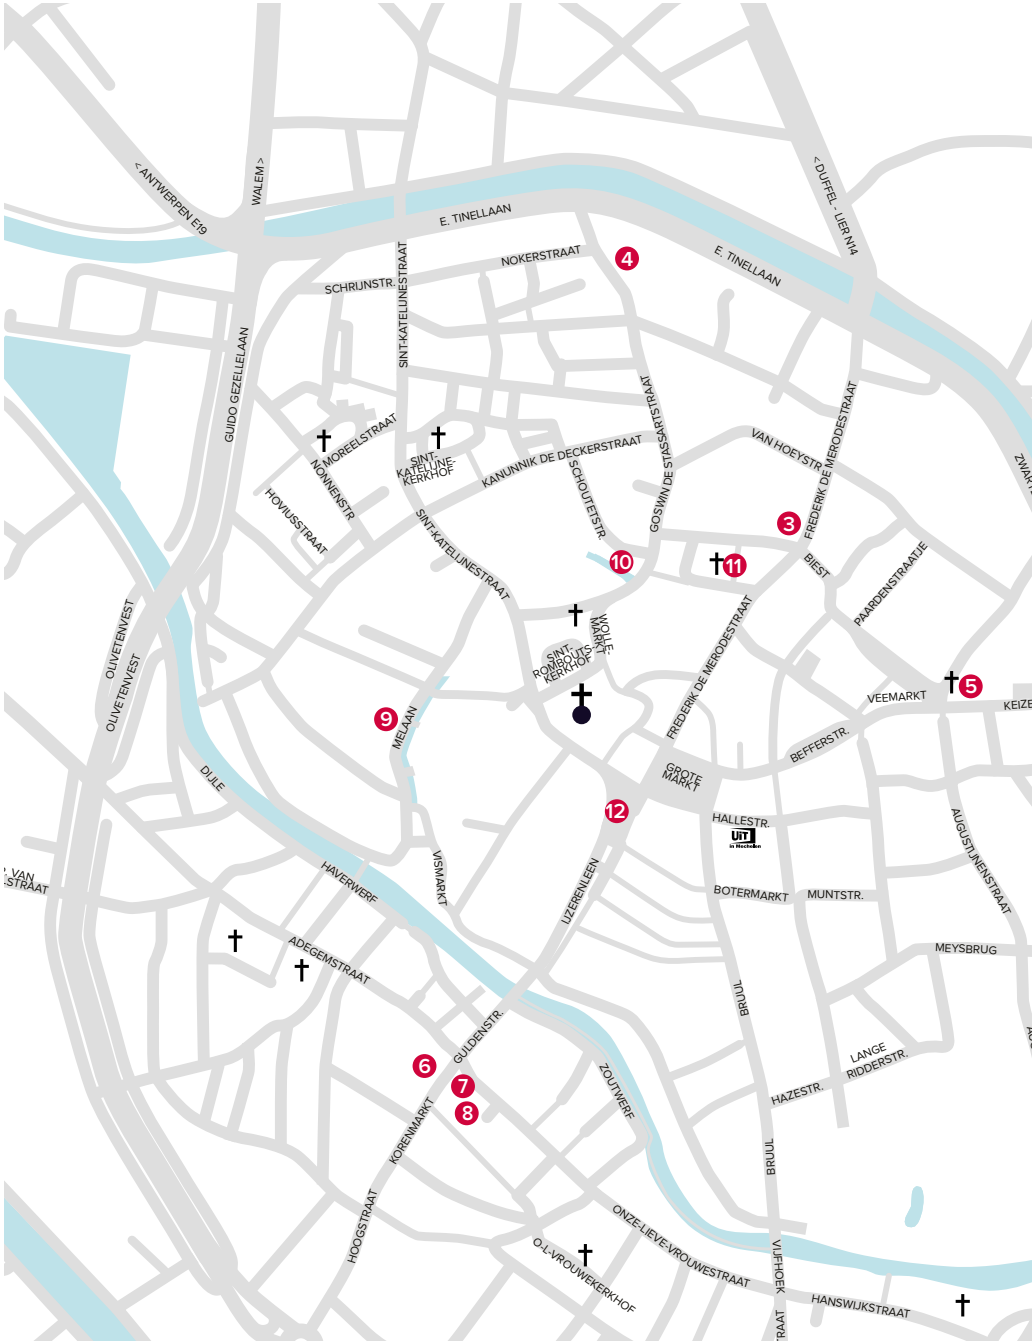 < ANTWERPEN E19
WALEM >
< DUFFEL - LIER N14
E. TINELLAAN
E. TINELLAAN
NOKERSTRAAT
4
SCHRIJNSTR.
SINT-KATELIJNESTRAAT
GUIDO GEZELLELAAN
GOSWIN DE STASSARTSTRAAT
FREDERIK DE MERODESTRAAT
VAN HOEYSTR.
MOREELSTRAAT
NONNENSTR
SINT-
KATELIJNE-
KERKHOF
KANUNNIK DE DECKERSTRAAT
SCHOUTETSTR.
HOVIUSSTRAAT
SINT-KATELIJNESTRAAT
3
10
11
BIEST
PAARDENSTRAATJE
OLIVETENVEST
OLIVETENVEST
WOLLE-
MARKT
SINT-
ROMBOUTS-
KERKHOF
FREDERIK DE MERODESTRAAT
5
VEEMARKT
BEFFERSTR.
9
MELAAN
GROTE
MARKT
DIJLE
12
HALLESTR.
UiT
in Mechelen
AUGUSTIJNENSTRAAT
VISMARKT
HAVERWERF
IJZERENLEEN
BOTERMARKT
MUNTSTR.
ADEGEMSTRAAT
MEYSBRUG
BRUUL
GULDENSTR.
6
7
8
ZOUTWERF
LANGE
RIDDERSTR.
HAZESTR.
KORENMARKT
BRUUL
HOOGSTRAAT
ONZE-LIEVE-VROUWESTRAAT
O-L-VROUWEKERKHOF
VIJFHOEK
HANSWIJKSTRAAT